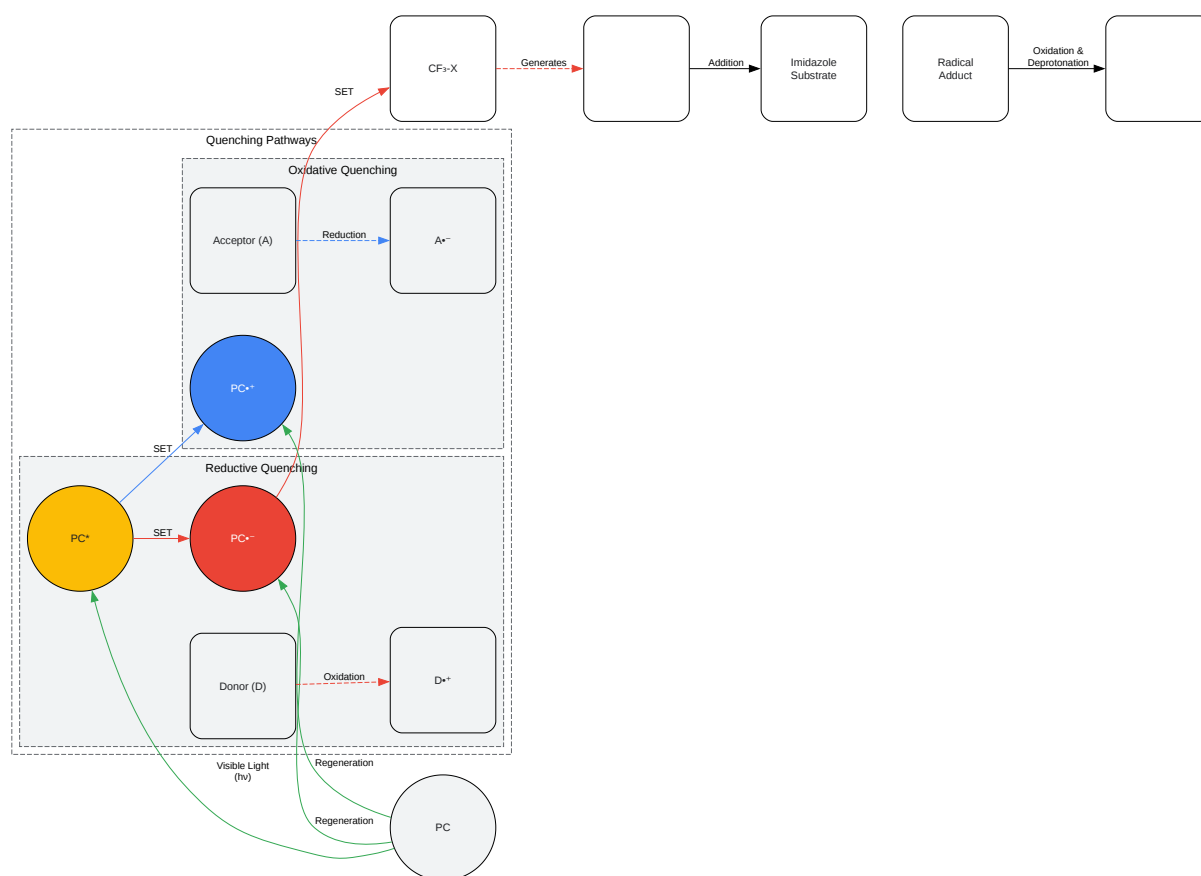 CF₃-X
Generates
Addition
Imidazole
Substrate
Radical
Adduct
Oxidation &
Deprotonation
SET
Quenching Pathways
Oxidative Quenching
Acceptor (A)
Reduction
A•⁻
PC•⁺
SET
Reductive Quenching
PC*
SET
PC•⁻
Donor (D)
Oxidation
D•⁺
Visible Light
(hν)
Regeneration
Regeneration
PC